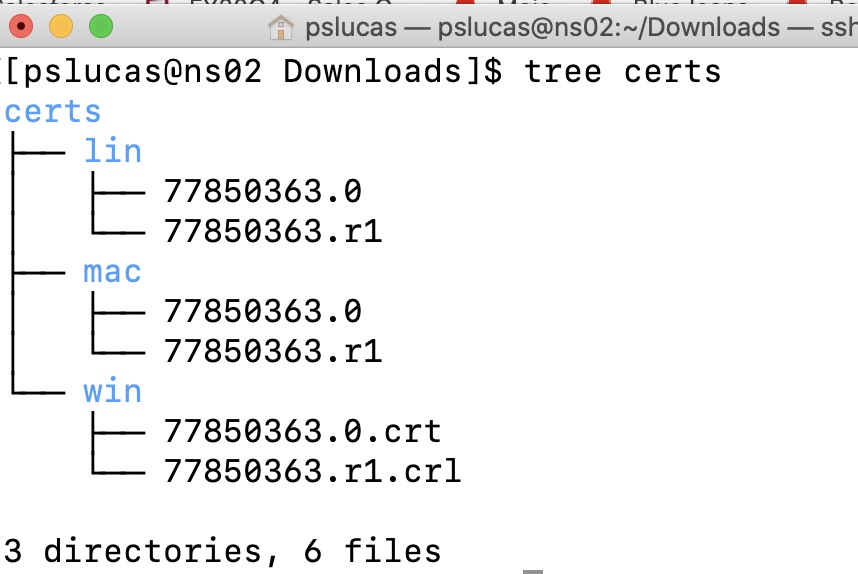 pslucas — pslucas@ns02:~/Downloads — ssh
[pslucas@ns02 Downloads]$ tree certs
certs
├── lin
│   ├── 77850363.0
│   └── 77850363.r1
├── mac
│   ├── 77850363.0
│   └── 77850363.r1
└── win
    ├── 77850363.0.crt
    └── 77850363.r1.crl
3 directories, 6 files